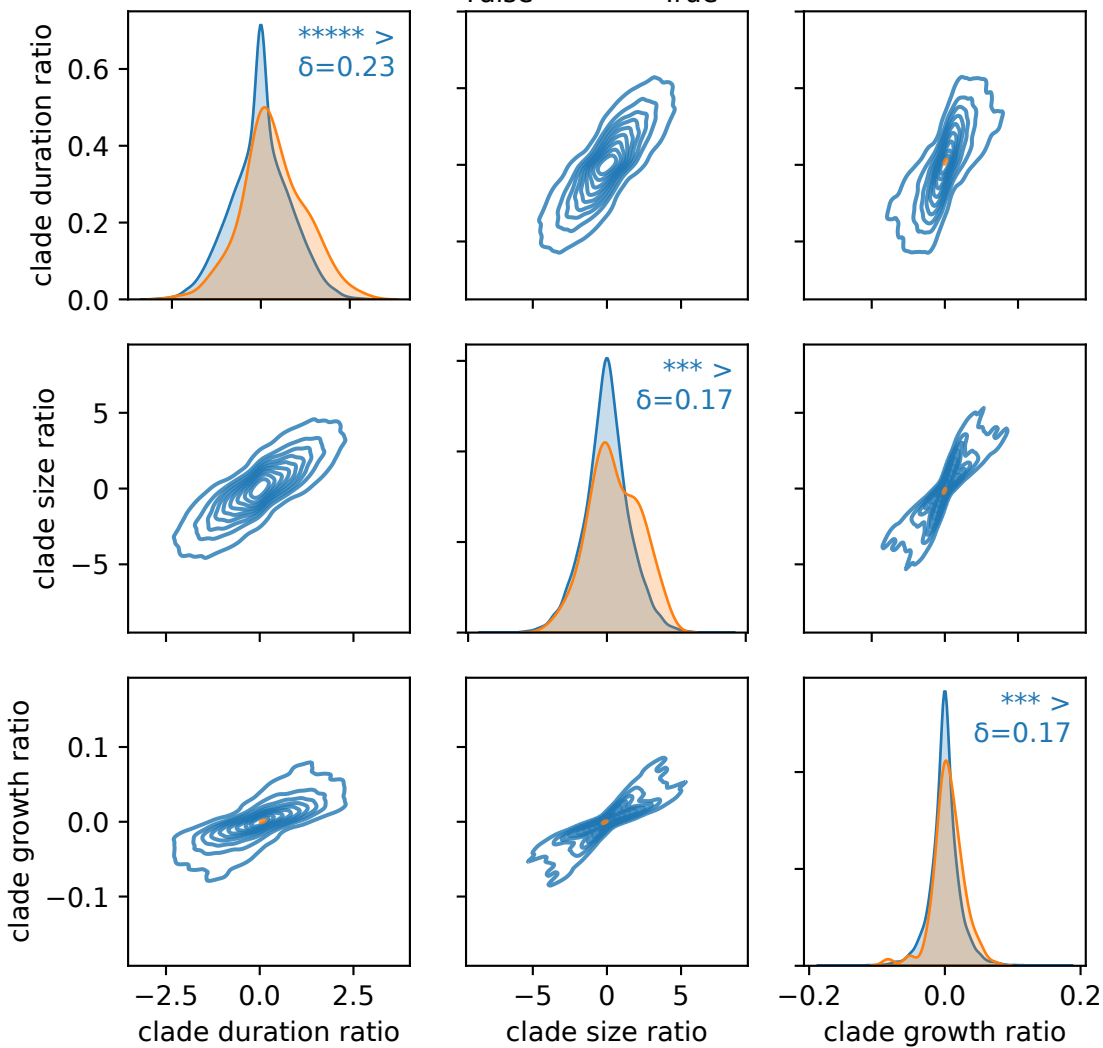 True
clade duration ratio
0.6
0.4
0.2
0.0
***** >
δ=0.23
clade size ratio
5
0
−5
*** >
δ=0.17
clade growth ratio
0.1
0.0
−0.1
*** >
δ=0.17
−2.5 0.0 2.5
clade duration ratio
−5 0 5
clade size ratio
−0.2 0.0 0.2
clade growth ratio